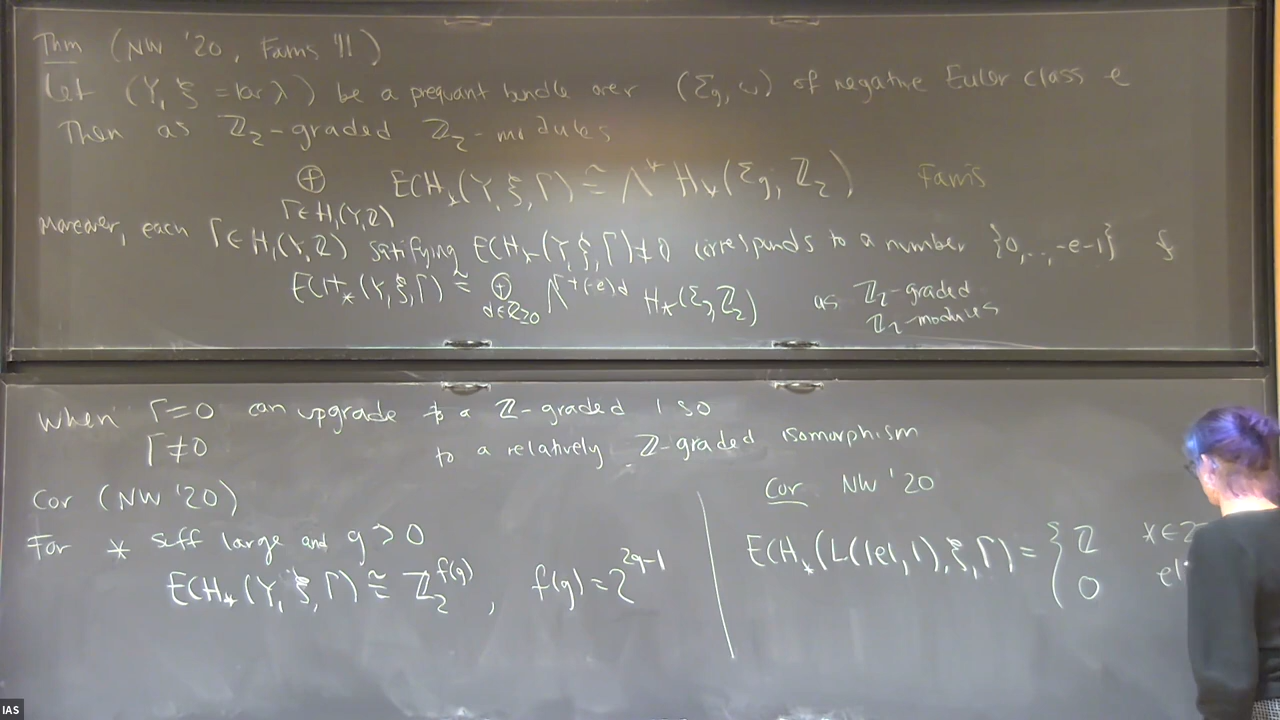 Thm (NW '20, Farris '11)
Let (Y, ξ = ker λ) be a prequant bundle over (Σg, ω) of negative Euler class e
Then as ℤ₂-graded ℤ₂-modules
⊕ ECH*(Y, ξ, Γ) ≅ Λ* H*(Σg, ℤ₂) Farris
Γ∈H₁(Y,ℤ)
Moreover, each Γ∈H₁(Y,ℤ) satisfying ECH*(Y,ξ,Γ)≠0 corresponds to a number {0,...,-e-1} &
ECH*(Y,ξ,Γ) ≅ ⊕ Λ^Γ+(-e)d H*(Σg,ℤ₂) as ℤ₂-graded
d∈ℤ≥0 ℤ₂-modules
When Γ=0 can upgrade to a ℤ-graded iso
Γ≠0 to a relatively ℤ-graded isomorphism
Cor (NW '20)
For * suff large and g>0
ECH*(Y, ξ, Γ) ≅ ℤ₂^f(g), f(g)=2^2g-1
Cor NW '20
ECH*(L(|e|,1),ξ,Γ) = { ℤ *∈2
0 el
IAS